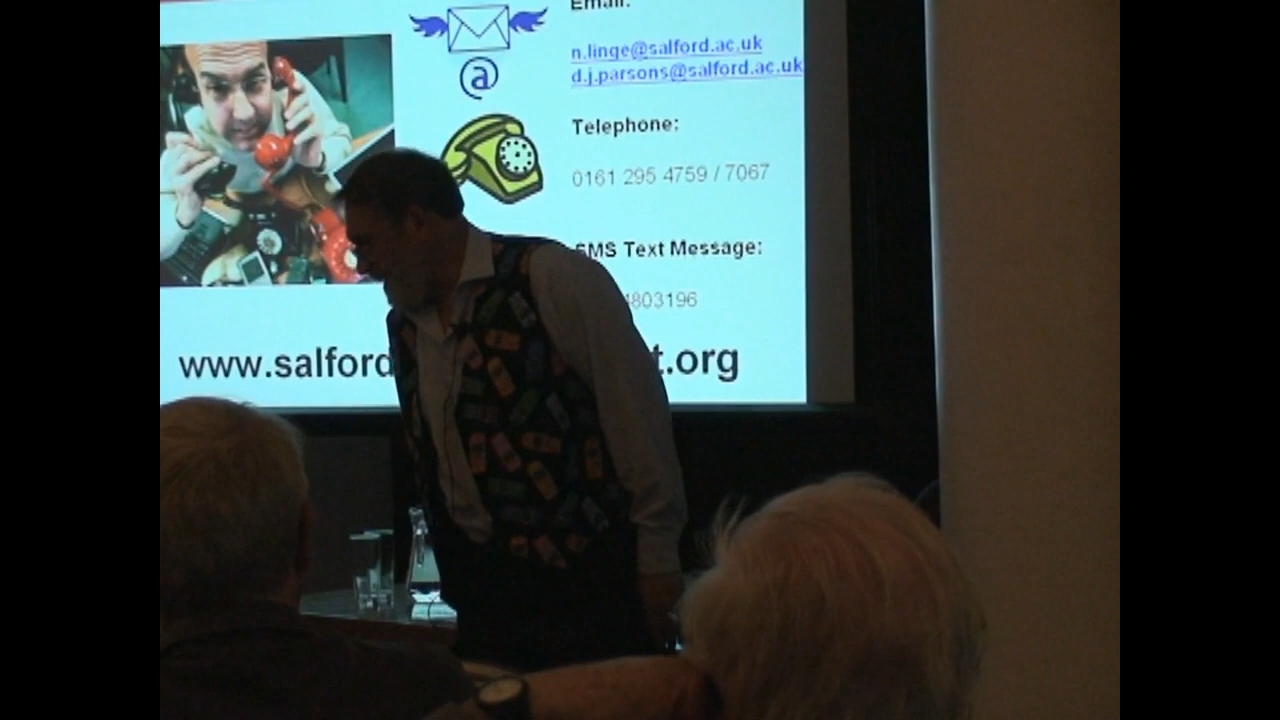 Email:
n.linge@salford.ac.uk
@
d.j.parsons@salford.ac.uk
Telephone:
0161 295 4759 / 7067
SMS Text Message:
4803196
www.salford
t.org